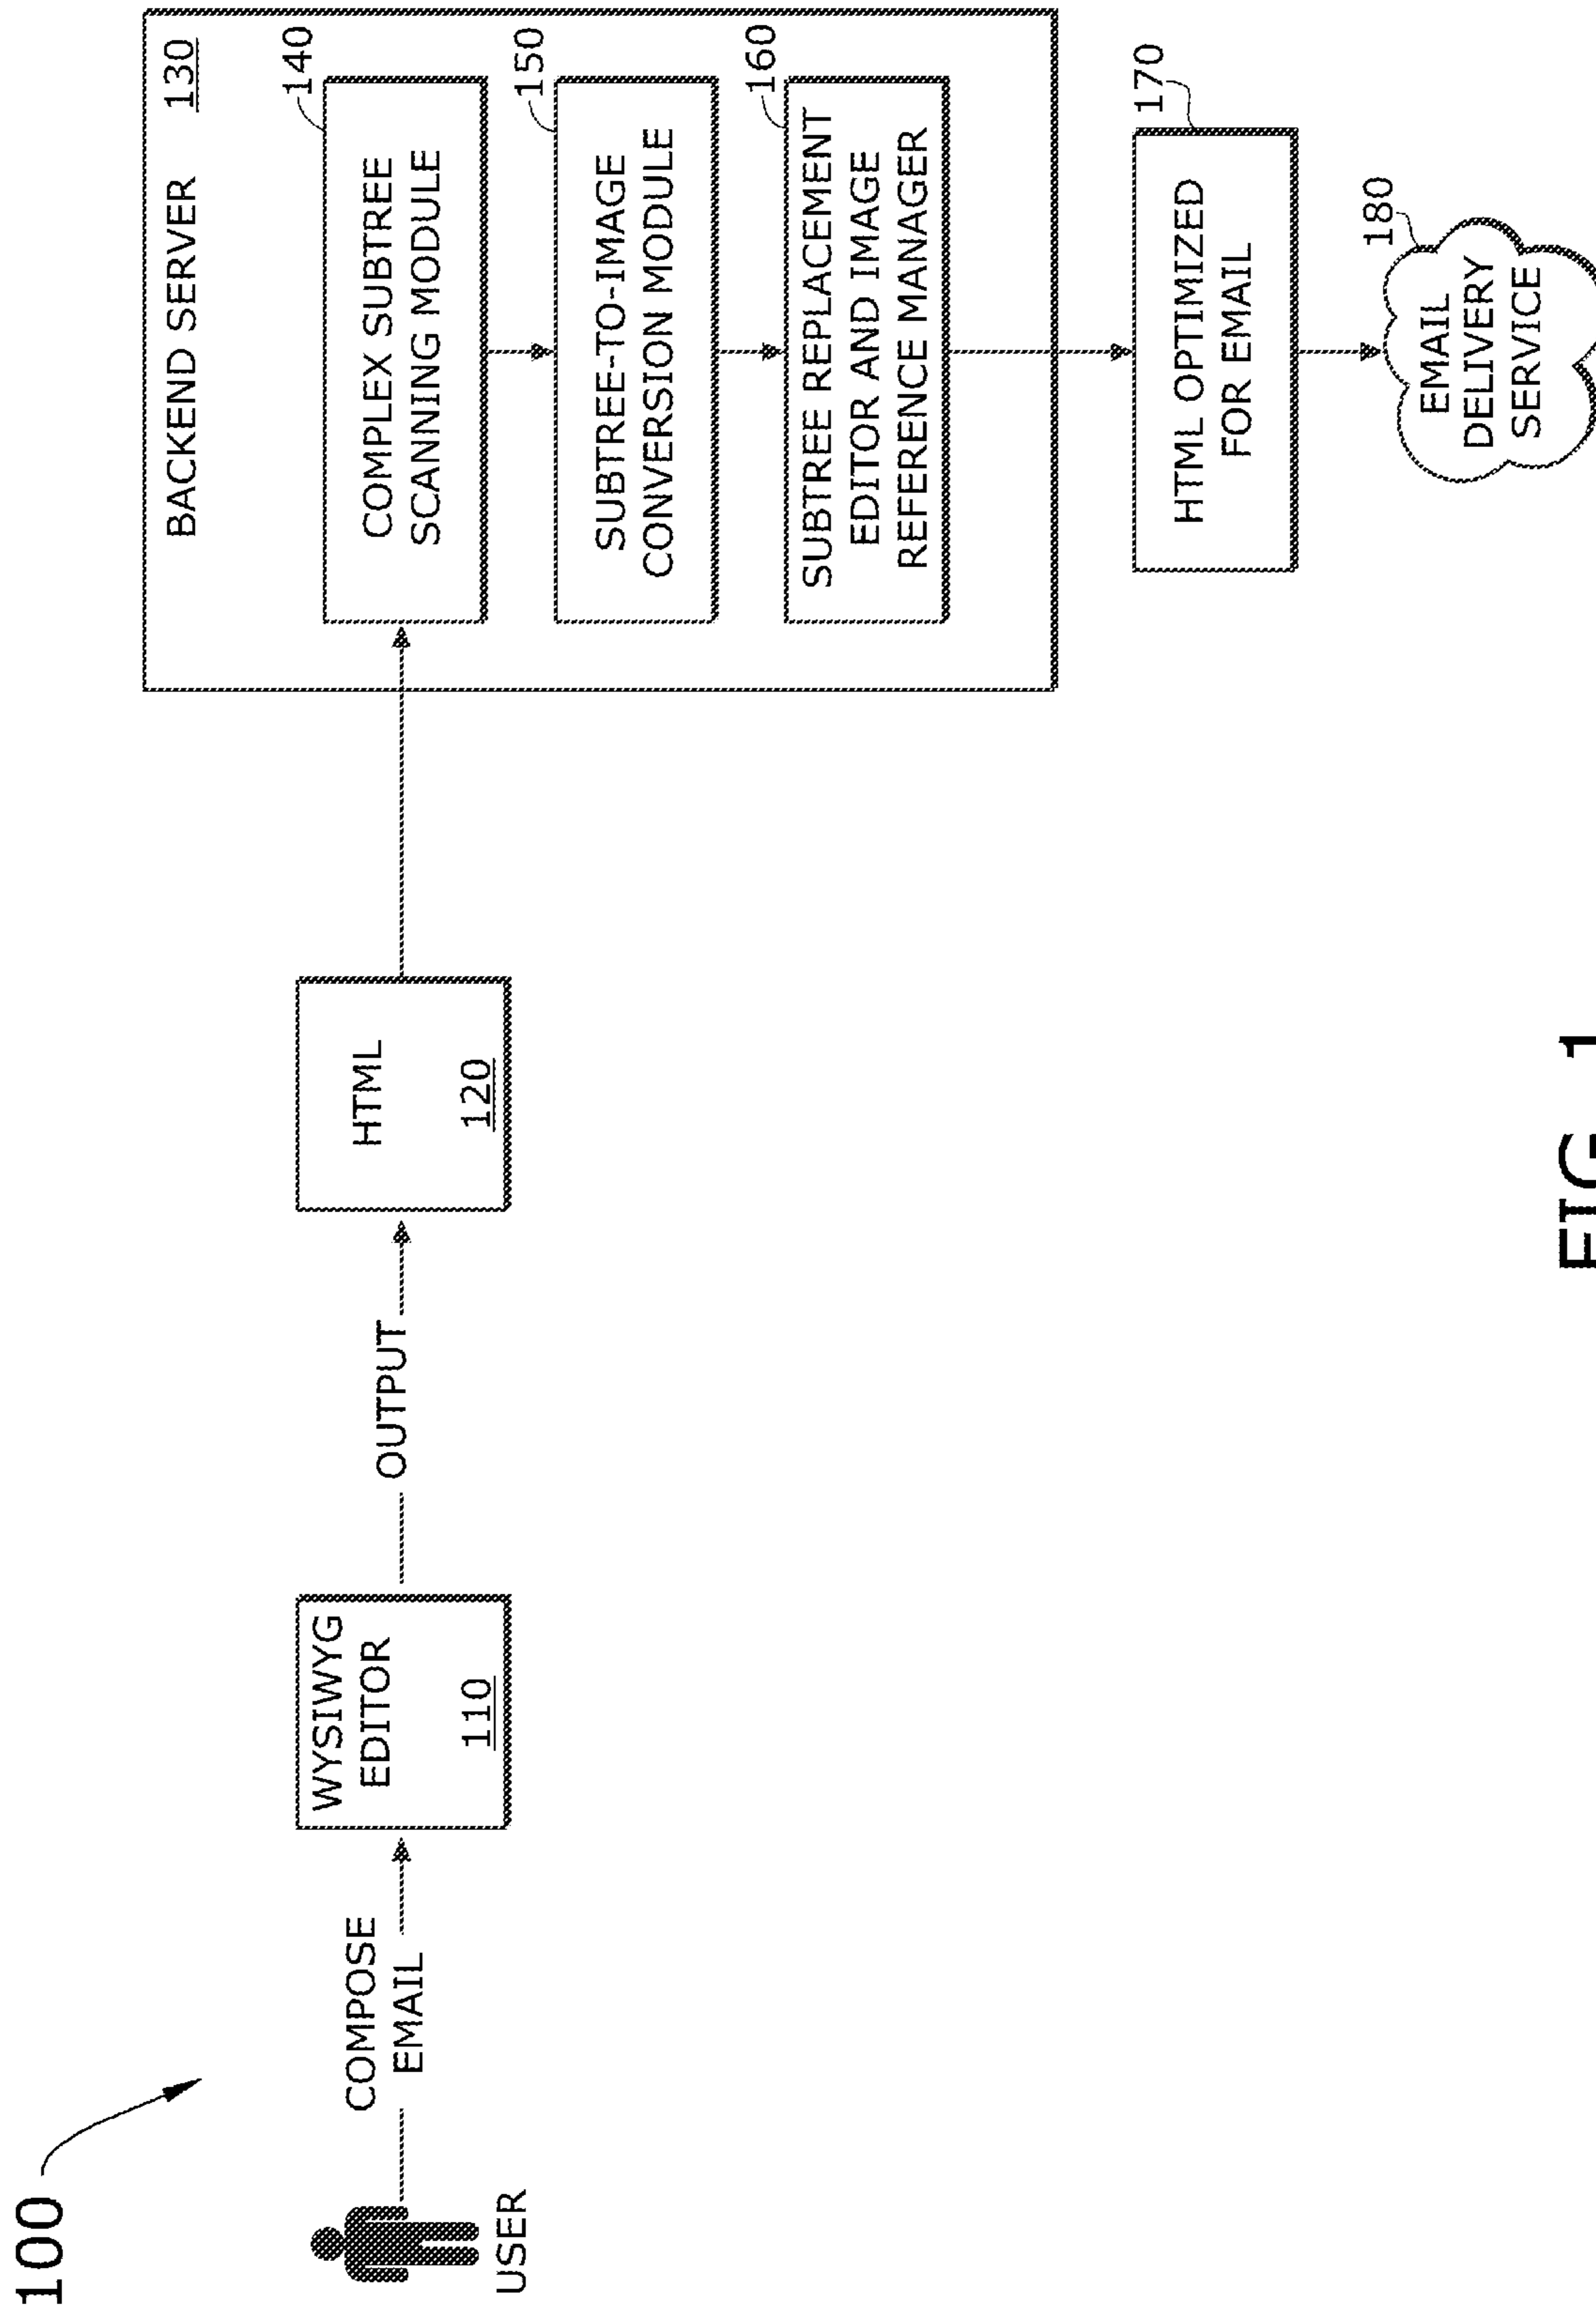 100
USER
COMPOSE
EMAIL
WYSIWYG
EDITOR
110
OUTPUT
HTML
120
BACKEND SERVER 130
140
COMPLEX SUBTREE
SCANNING MODULE
150
SUBTREE-TO-IMAGE
CONVERSION MODULE
160
SUBTREE REPLACEMENT
EDITOR AND IMAGE
REFERENCE MANAGER
170
HTML OPTIMIZED
FOR EMAIL
180
EMAIL
DELIVERY
SERVICE
FIG. 1